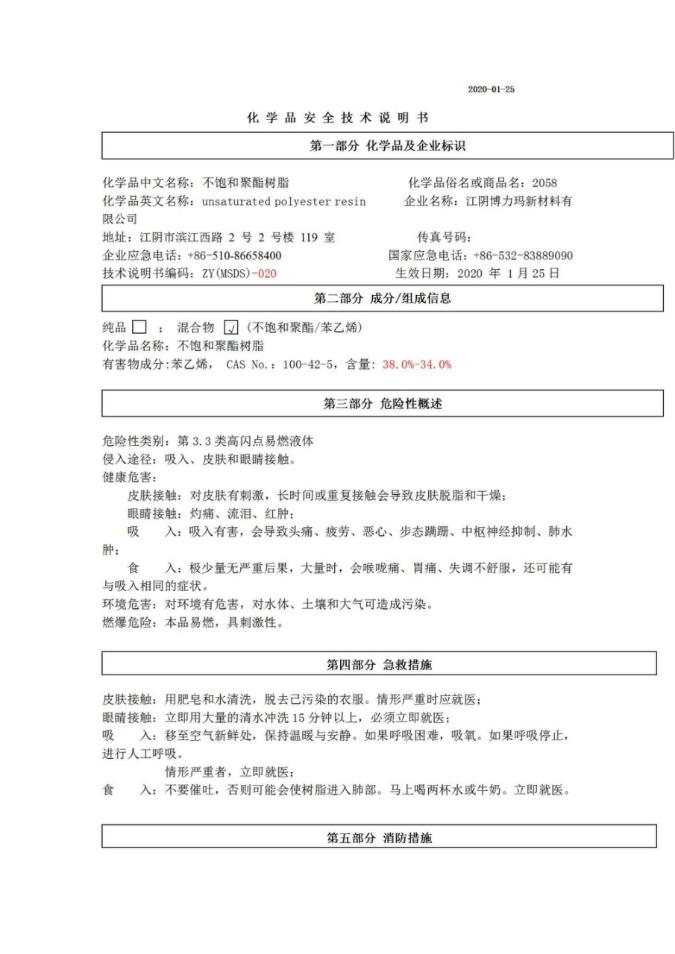 2020-01-25
化学品安全技术说明书
第一部分 化学品及企业标识
化学品中文名称：不饱和聚酯树脂 化学品俗名或商品名：2058
化学品英文名称：unsaturated polyester resin 企业名称：江阴博力玛新材料有
限公司
地址：江阴市滨江西路 2 号 2 号楼 119 室 传真号码：
企业应急电话：+86-510-86658400 国家应急电话：+86-532-83889090
技术说明书编码：ZY(MSDS)-020 生效日期：2020 年 1 月 25 日
第二部分 成分/组成信息
纯品 □ ； 混合物 ☑ (不饱和聚酯/苯乙烯)
化学品名称：不饱和聚酯树脂
有害物成分:苯乙烯， CAS No.：100-42-5，含量：38.0%-34.0%
第三部分 危险性概述
危险性类别：第 3.3 类高闪点易燃液体
侵入途径：吸入、皮肤和眼睛接触。
健康危害：
皮肤接触：对皮肤有刺激，长时间或重复接触会导致皮肤脱脂和干燥；
眼睛接触：灼痛、流泪、红肿；
吸 入：吸入有害，会导致头痛、疲劳、恶心、步态蹒跚、中枢神经抑制、肺水
肿；
食 入：极少量无严重后果，大量时，会喉咙痛、胃痛、失调不舒服，还可能有
与吸入相同的症状。
环境危害：对环境有危害，对水体、土壤和大气可造成污染。
燃爆危险：本品易燃，具刺激性。
第四部分 急救措施
皮肤接触：用肥皂和水清洗，脱去已污染的衣服。情形严重时应就医；
眼睛接触：立即用大量的清水冲洗 15 分钟以上，必须立即就医；
吸 入：移至空气新鲜处，保持温暖与安静。如果呼吸困难，吸氧。如果呼吸停止，
进行人工呼吸。
情形严重者，立即就医；
食 入：不要催吐，否则可能会使树脂进入肺部。马上喝两杯水或牛奶。立即就医。
第五部分 消防措施